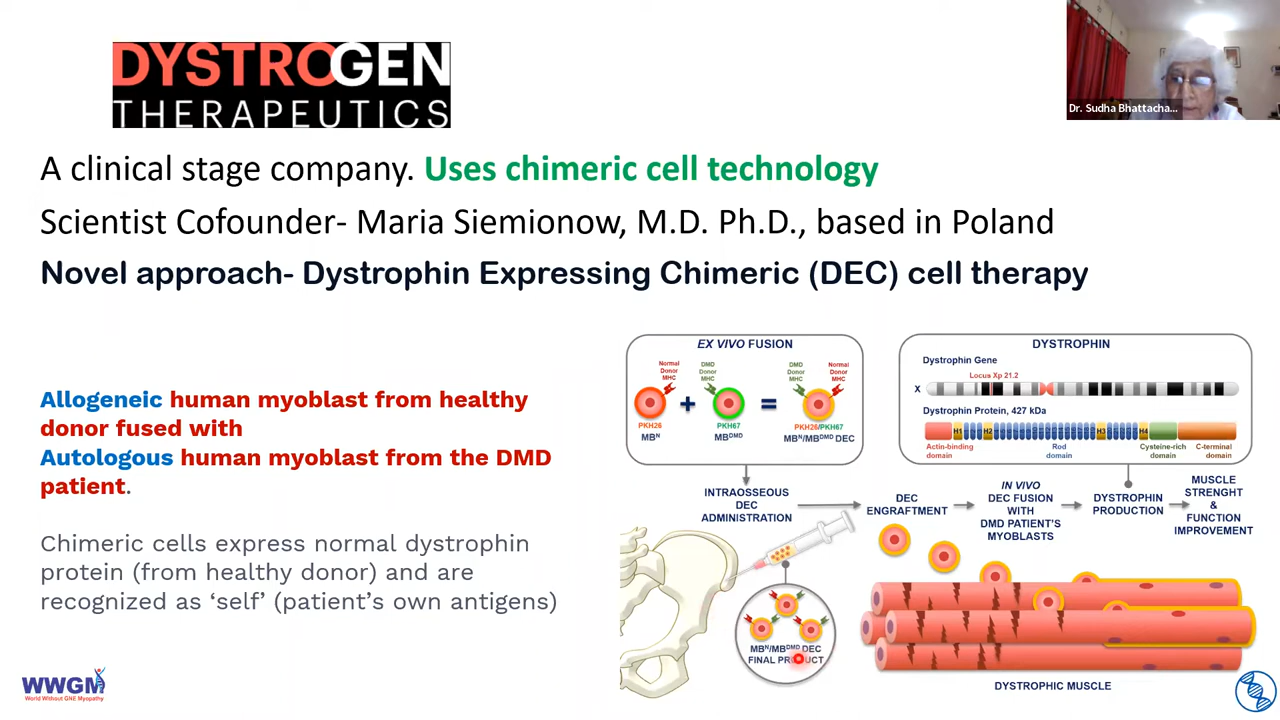 DYSTROGEN
THERAPEUTICS
Dr. Sudha Bhattacha...
A clinical stage company. Uses chimeric cell technology
Scientist Cofounder- Maria Siemionow, M.D. Ph.D., based in Poland
Novel approach- Dystrophin Expressing Chimeric (DEC) cell therapy
Allogeneic human myoblast from healthy
donor fused with
Autologous human myoblast from the DMD
patient.
Chimeric cells express normal dystrophin
protein (from healthy donor) and are
recognized as ‘self’ (patient’s own antigens)
EX VIVO FUSION
Normal
Donor
MHC
DMD
Donor
MHC
DMD
Donor
MHC
Normal
Donor
MHC
+
=
PKH26
MBᴺ
PKH67
MBᴰᴹᴰ
PKH26/PKH67
MBᴺ/MBᴰᴹᴰ DEC
DYSTROPHIN
Dystrophin Gene
Locus Xp 21.2
X
Dystrophin Protein, 427 kDa
H1 H2 H3 H4
Actin-binding
domain
Rod
domain
Cysteine-rich
domain
C-terminal
domain
INTRAOSSEOUS
DEC
ADMINISTRATION
DEC
ENGRAFTMENT
IN VIVO
DEC FUSION
WITH
DMD PATIENT'S
MYOBLASTS
DYSTROPHIN
PRODUCTION
MUSCLE
STRENGHT
&
FUNCTION
IMPROVEMENT
MBᴺ/MBᴰᴹᴰ DEC
FINAL PRODUCT
DYSTROPHIC MUSCLE
WWGM
World Without GNE Myopathy